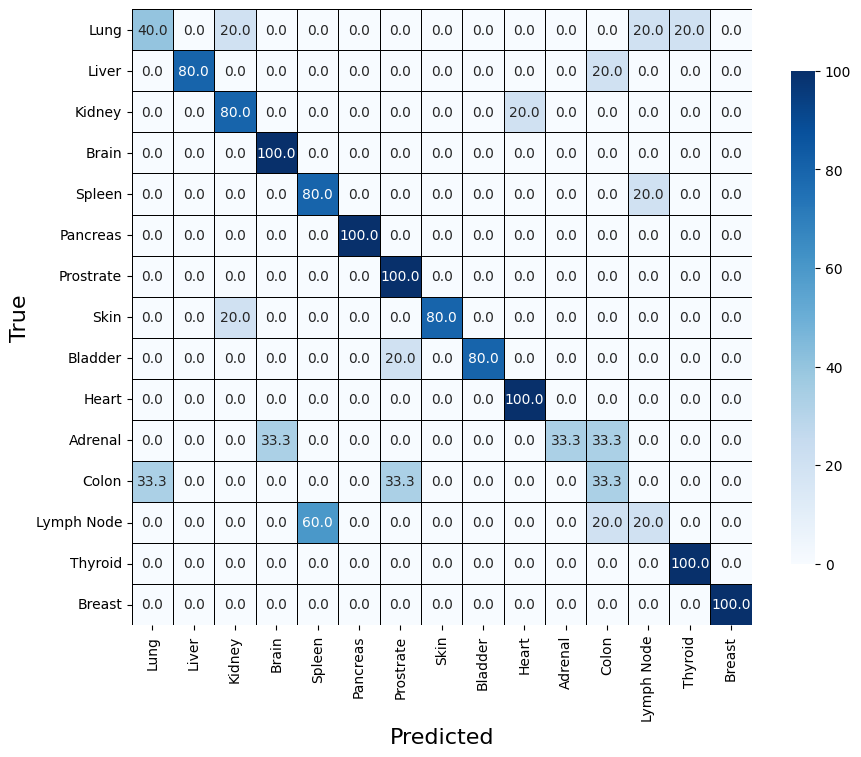 Lung 40.0 0.0 20.0 0.0 0.0 0.0 0.0 0.0 0.0 0.0 0.0 0.0 20.0 20.0 0.0
Liver 0.0 80.0 0.0 0.0 0.0 0.0 0.0 0.0 0.0 0.0 0.0 20.0 0.0 0.0 0.0
Kidney 0.0 0.0 80.0 0.0 0.0 0.0 0.0 0.0 0.0 20.0 0.0 0.0 0.0 0.0 0.0
Brain 0.0 0.0 0.0 100.0 0.0 0.0 0.0 0.0 0.0 0.0 0.0 0.0 0.0 0.0 0.0
Spleen 0.0 0.0 0.0 0.0 80.0 0.0 0.0 0.0 0.0 0.0 0.0 0.0 20.0 0.0 0.0
Pancreas 0.0 0.0 0.0 0.0 0.0 100.0 0.0 0.0 0.0 0.0 0.0 0.0 0.0 0.0 0.0
Prostrate 0.0 0.0 0.0 0.0 0.0 0.0 100.0 0.0 0.0 0.0 0.0 0.0 0.0 0.0 0.0
Skin 0.0 0.0 20.0 0.0 0.0 0.0 0.0 80.0 0.0 0.0 0.0 0.0 0.0 0.0 0.0
Bladder 0.0 0.0 0.0 0.0 0.0 0.0 20.0 0.0 80.0 0.0 0.0 0.0 0.0 0.0 0.0
Heart 0.0 0.0 0.0 0.0 0.0 0.0 0.0 0.0 0.0 100.0 0.0 0.0 0.0 0.0 0.0
Adrenal 0.0 0.0 0.0 33.3 0.0 0.0 0.0 0.0 0.0 0.0 33.3 33.3 0.0 0.0 0.0
Colon 33.3 0.0 0.0 0.0 0.0 0.0 33.3 0.0 0.0 0.0 0.0 33.3 0.0 0.0 0.0
Lymph Node 0.0 0.0 0.0 0.0 60.0 0.0 0.0 0.0 0.0 0.0 0.0 20.0 20.0 0.0 0.0
Thyroid 0.0 0.0 0.0 0.0 0.0 0.0 0.0 0.0 0.0 0.0 0.0 0.0 0.0 100.0 0.0
Breast 0.0 0.0 0.0 0.0 0.0 0.0 0.0 0.0 0.0 0.0 0.0 0.0 0.0 0.0 100.0
True
Lung Liver Kidney Brain Spleen Pancreas Prostrate Skin Bladder Heart Adrenal Colon Lymph Node Thyroid Breast
Predicted
100
80
60
40
20
0